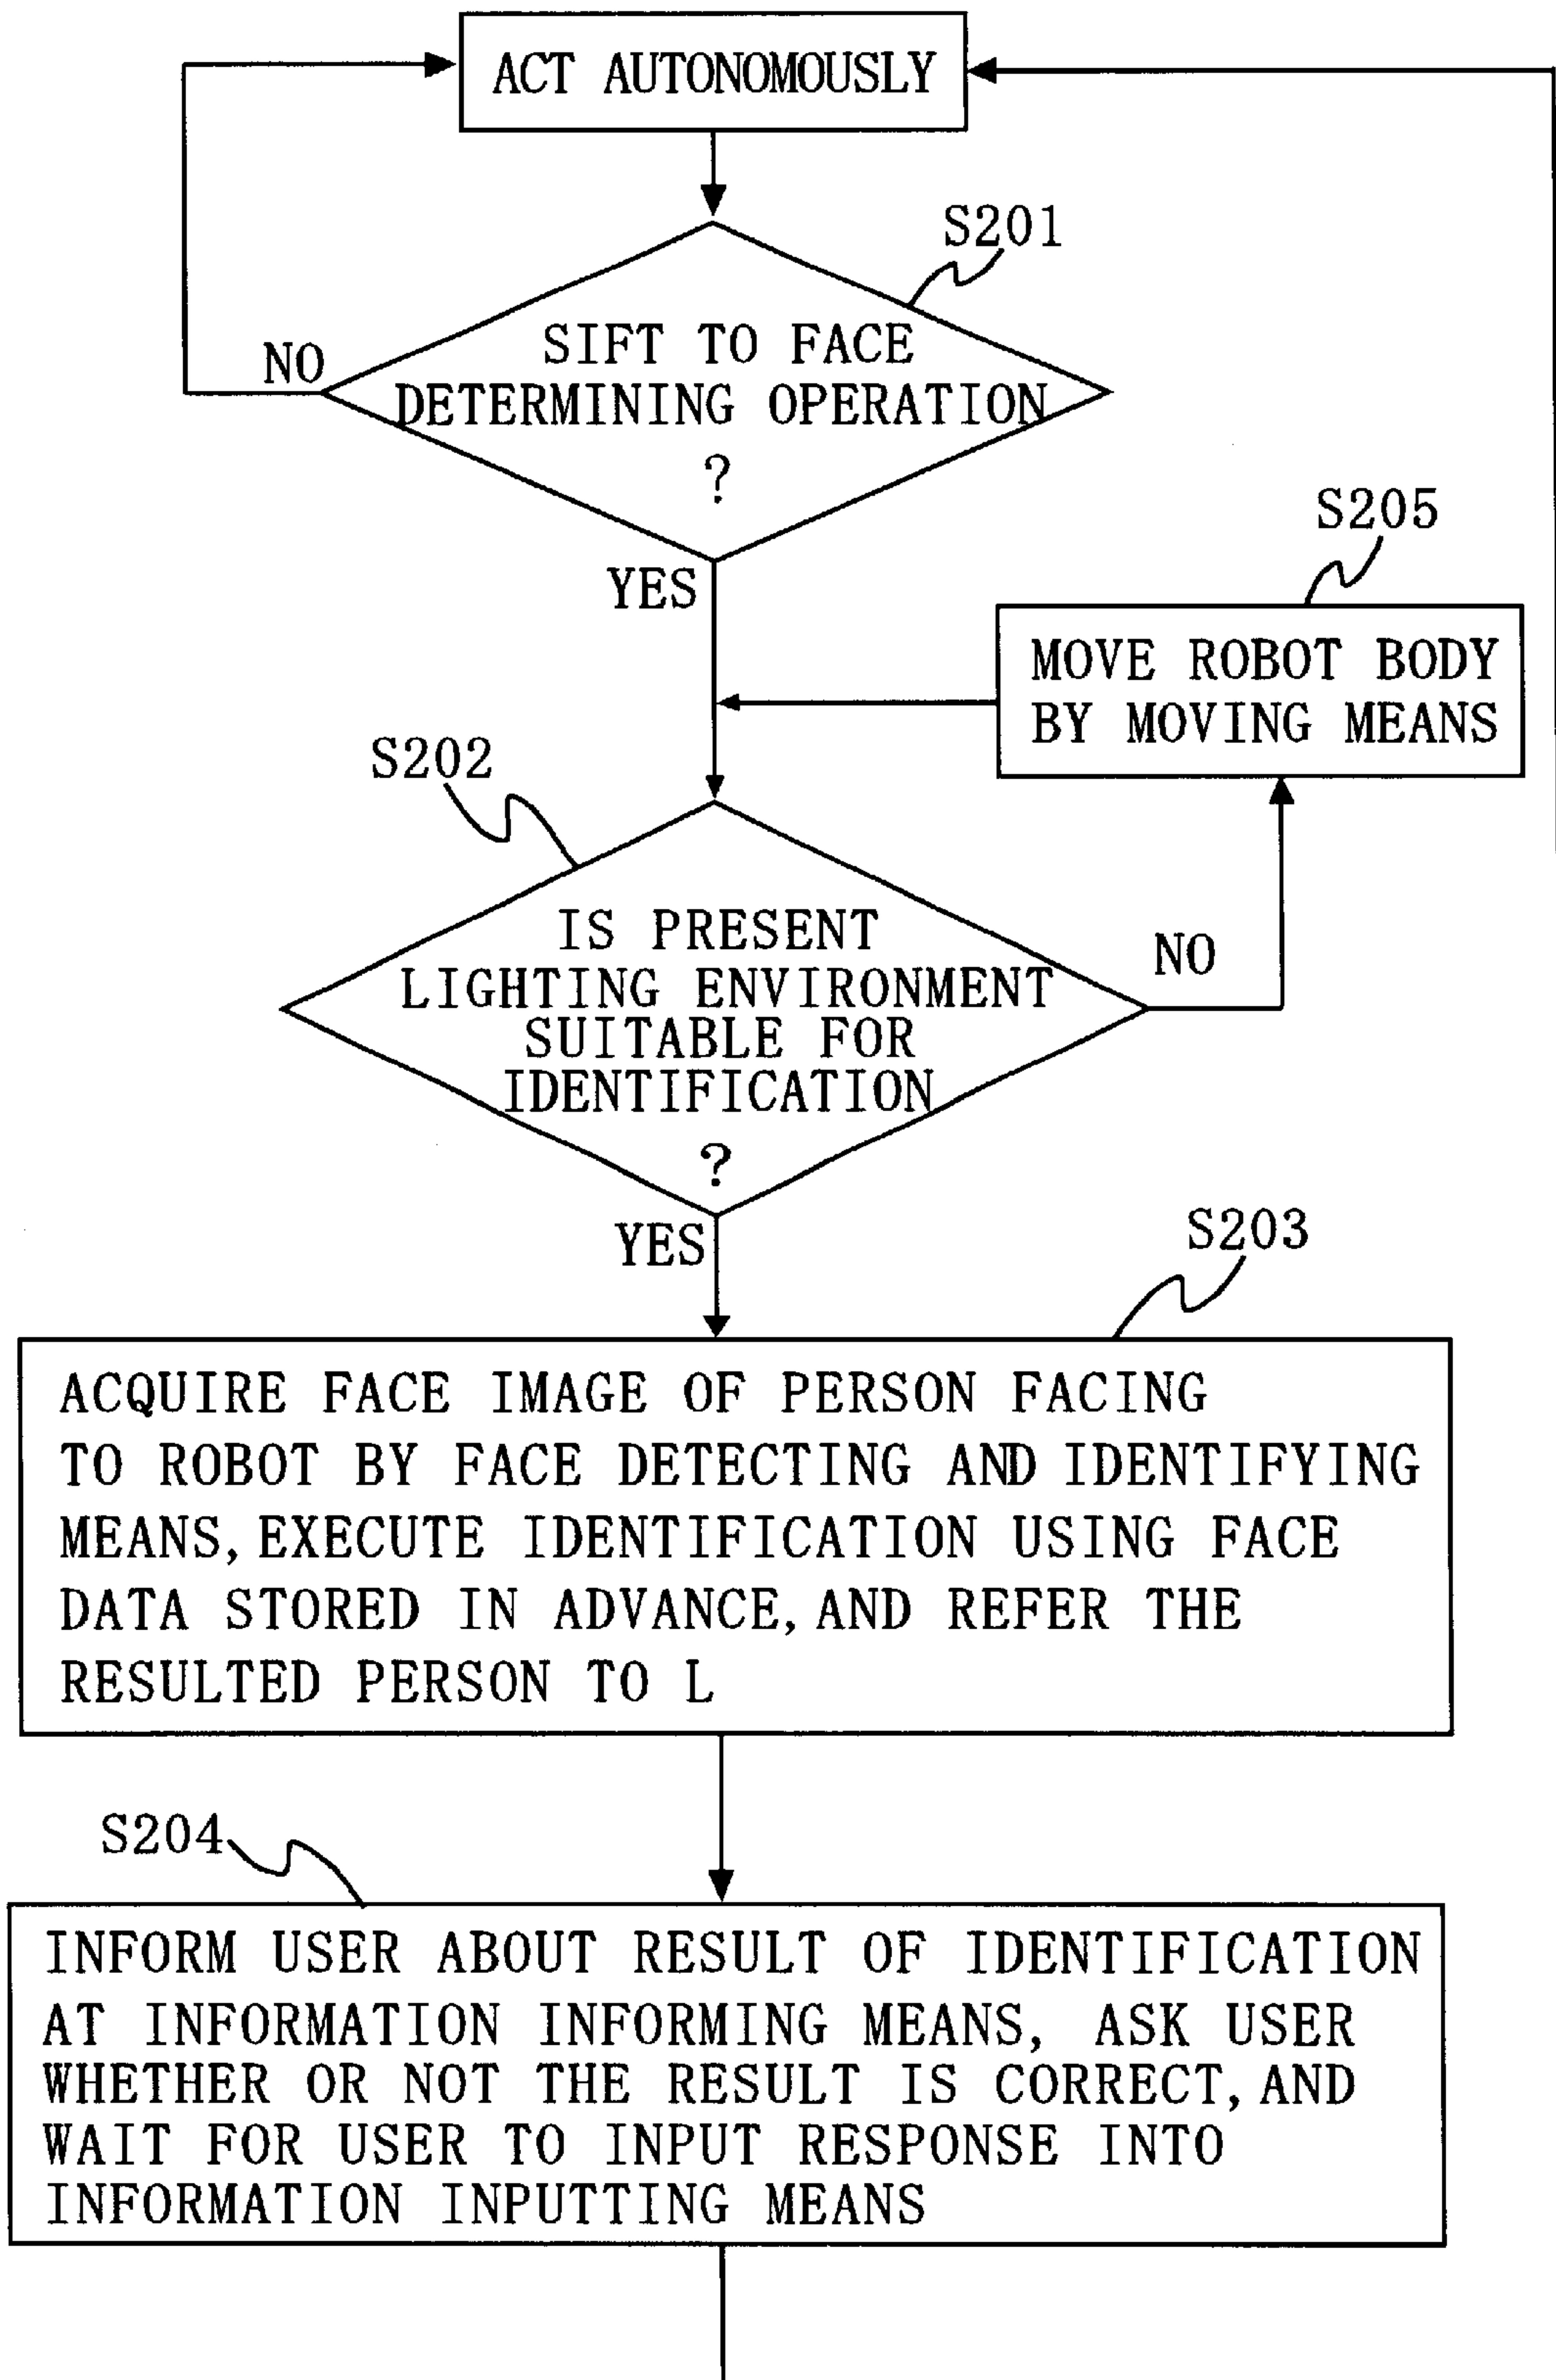 ACT AUTONOMOUSLY
S201
SIFT TO FACE
DETERMINING OPERATION
?
NO
YES
S205
MOVE ROBOT BODY
BY MOVING MEANS
S202
IS PRESENT
LIGHTING ENVIRONMENT
SUITABLE FOR
IDENTIFICATION
?
NO
YES
S203
ACQUIRE FACE IMAGE OF PERSON FACING
TO ROBOT BY FACE DETECTING AND IDENTIFYING
MEANS, EXECUTE IDENTIFICATION USING FACE
DATA STORED IN ADVANCE, AND REFER THE
RESULTED PERSON TO L
S204
INFORM USER ABOUT RESULT OF IDENTIFICATION
AT INFORMATION INFORMING MEANS, ASK USER
WHETHER OR NOT THE RESULT IS CORRECT, AND
WAIT FOR USER TO INPUT RESPONSE INTO
INFORMATION INPUTTING MEANS